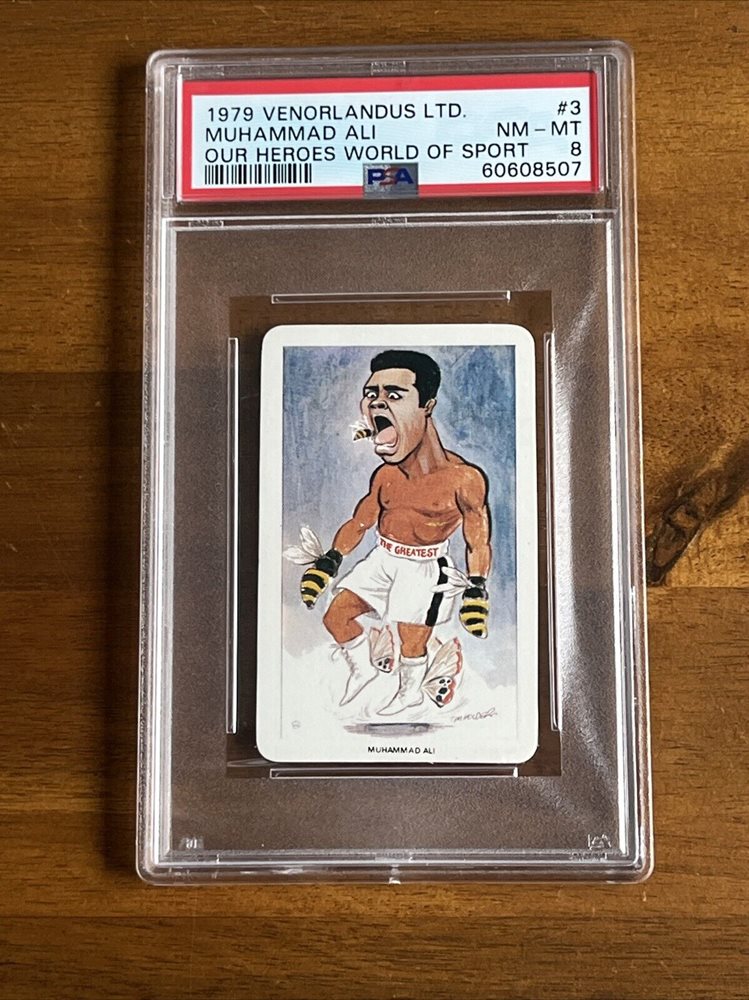 1979 VENORLANDUS LTD. #3
MUHAMMAD ALI NM - MT
OUR HEROES WORLD OF SPORT 8
PSA 60608507
THE GREATEST
MUHAMMAD ALI